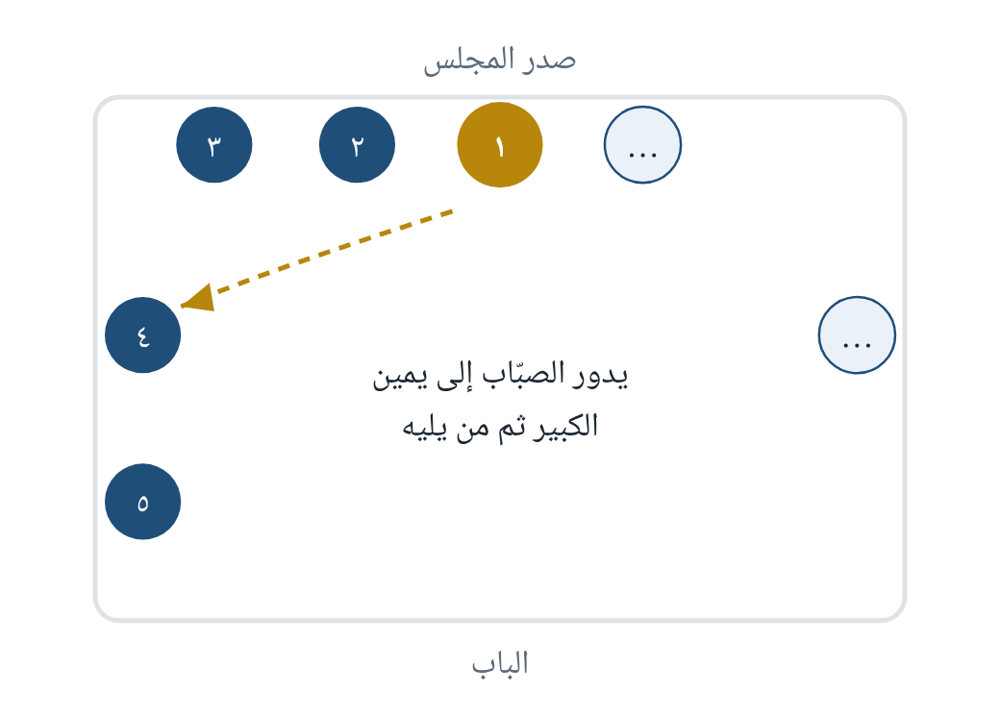 صدر المجلس
...
١
٢
٣
٤
...
يدور الصبّاب إلى يمين
الكبير ثم من يليه
٥
الباب